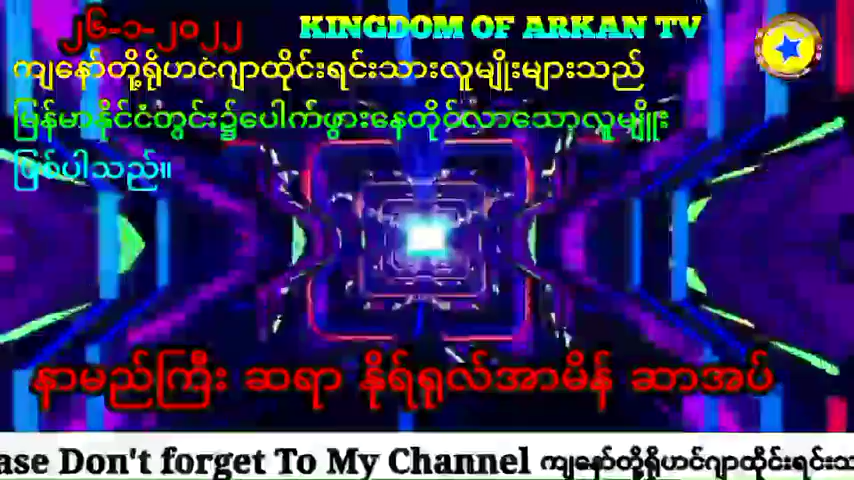 ၂၆-၁-၂၀၂၂ KINGDOM OF ARKAN TV
ကျနော်တို့ရိုဟင်ဂျာထိုင်းရင်းသားလူမျိုးများသည်
မြန်မာနိုင်ငံတွင်း၌ပေါက်ဖွားနေတိုင်လာသောလူမျိူး
ဖြစ်ပါသည်။
နာမည်ကြီး ဆရာ နိုရ်ရုလ်အာမိန် ဆာအပ်
ase Don't forget To My Channel ကျနော်တို့ရိုဟင်ဂျာထိုင်းရင်းသ